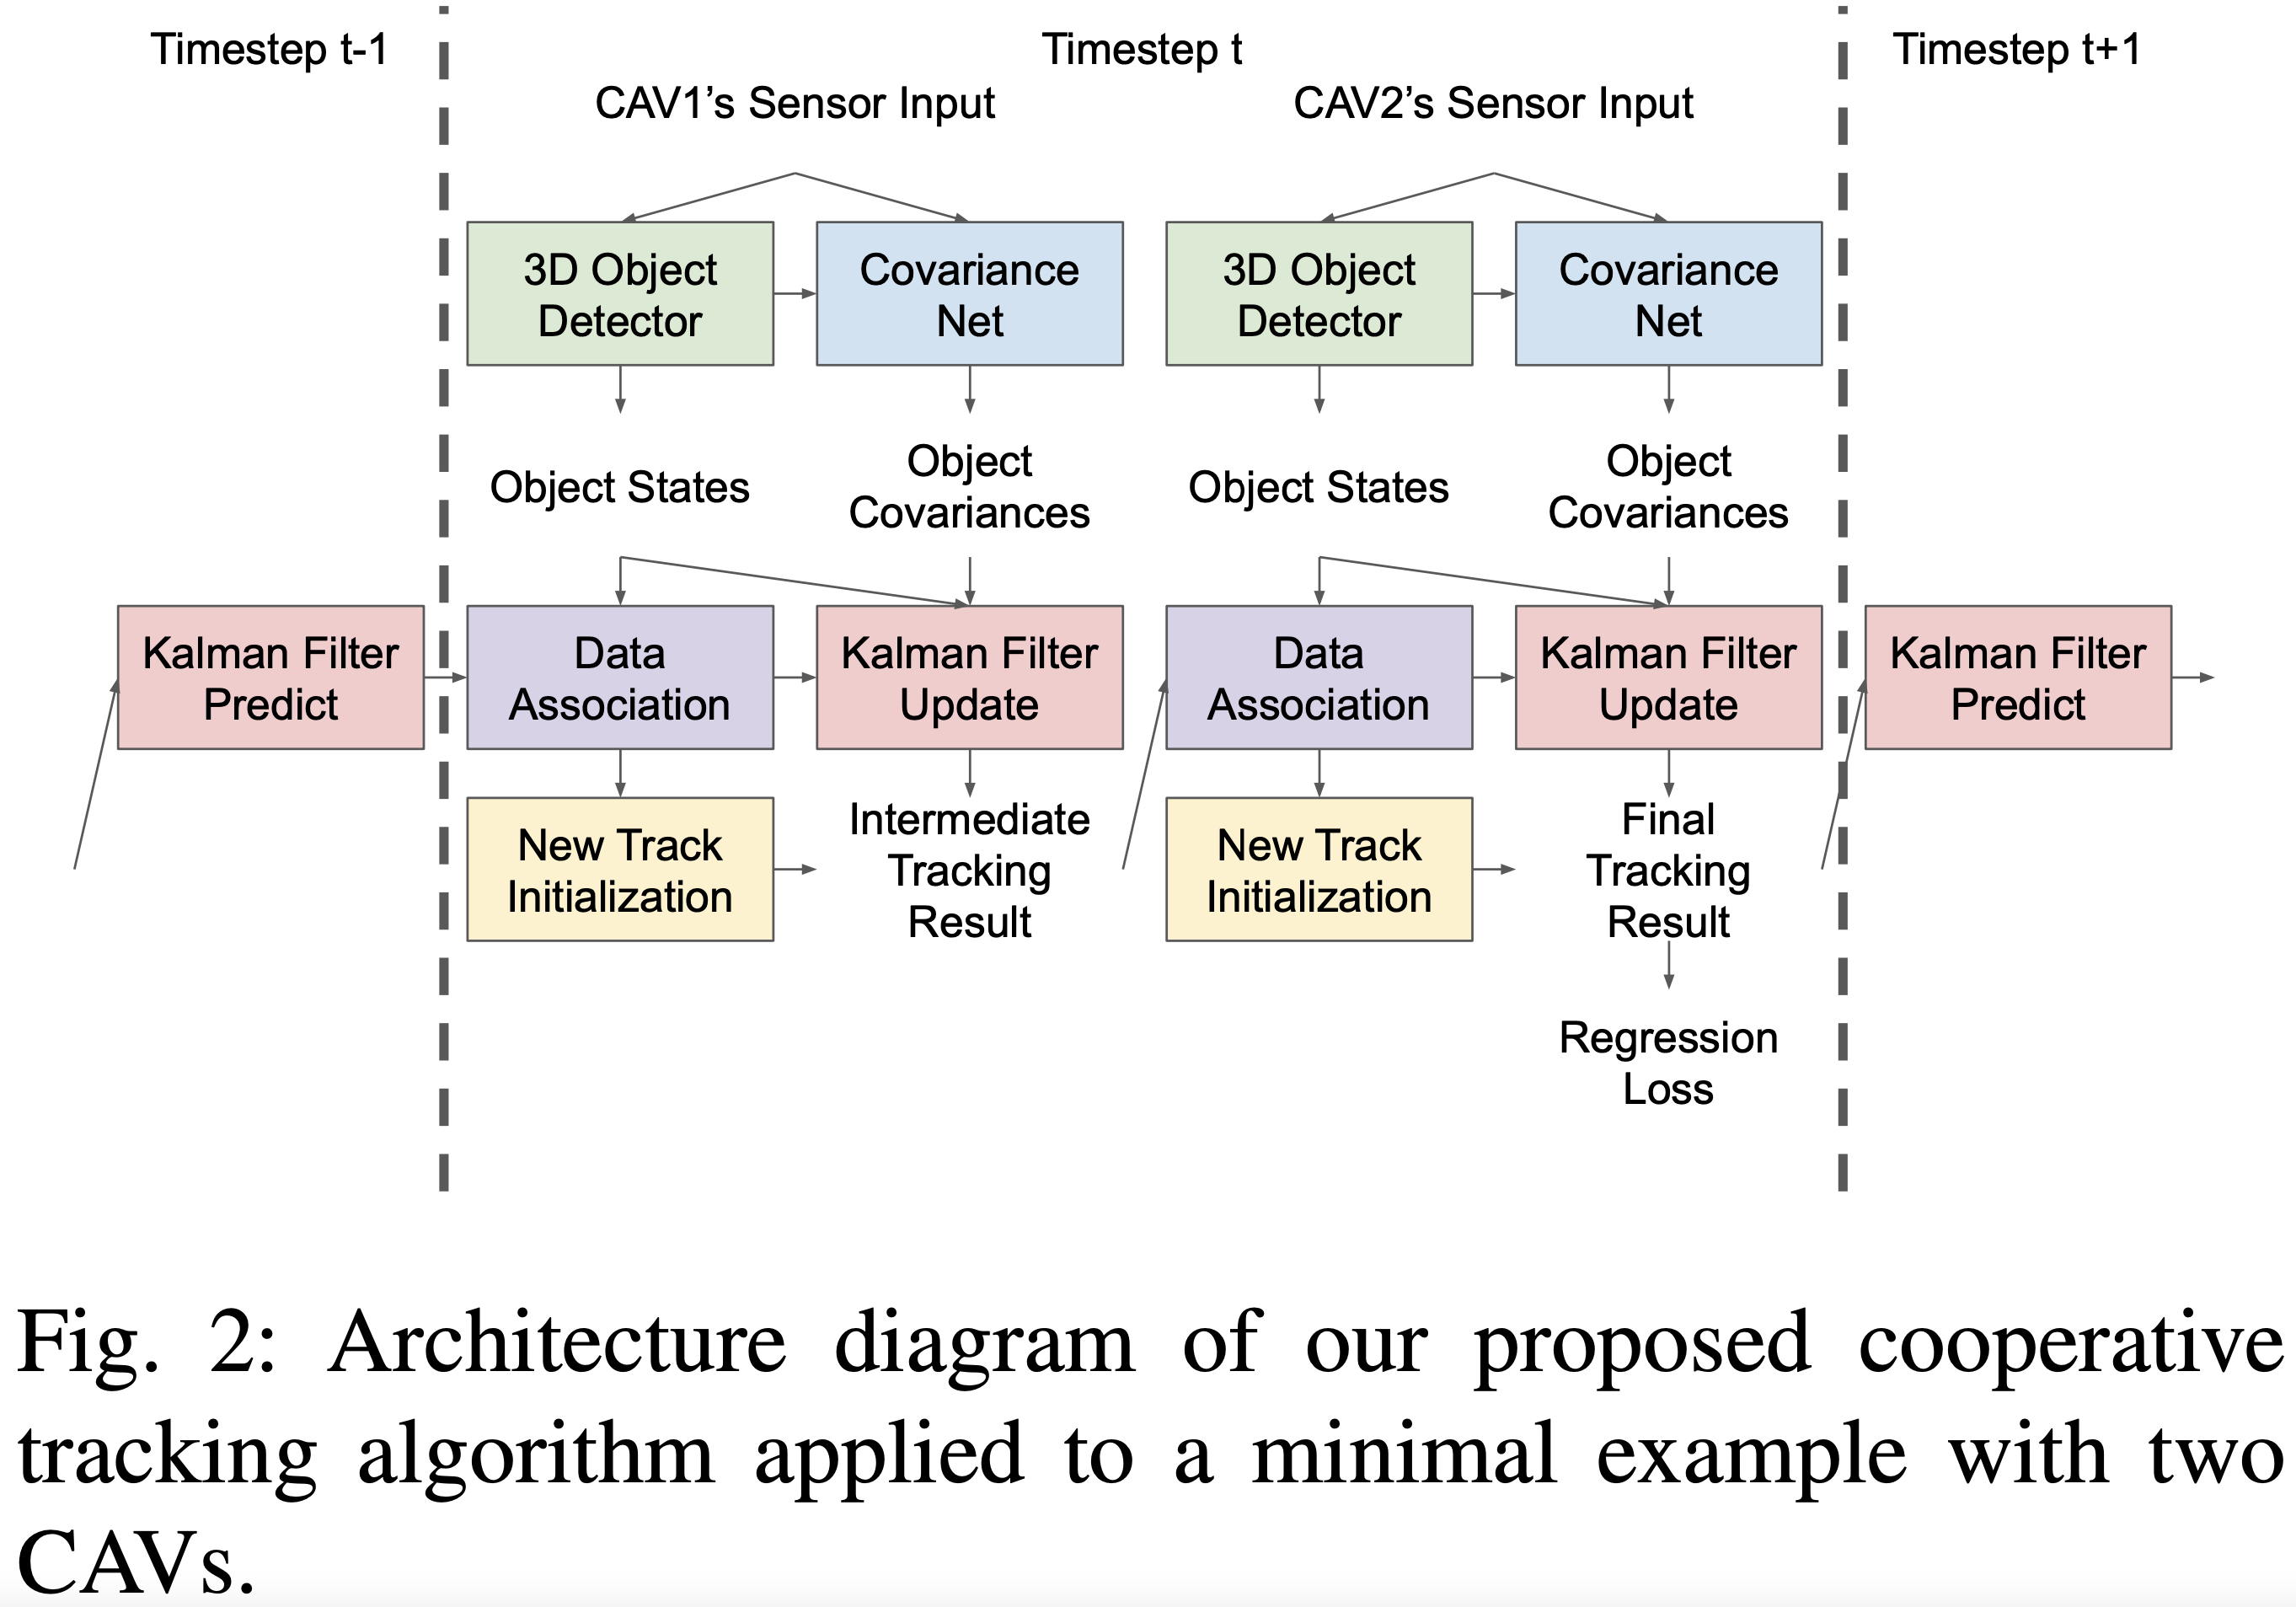 Timestep t-1
Timestep t
Timestep t+1
CAV1’s Sensor Input
CAV2’s Sensor Input
3D Object
Detector
Covariance
Net
3D Object
Detector
Covariance
Net
Object States
Object
Covariances
Object States
Object
Covariances
Kalman Filter
Predict
Data
Association
Kalman Filter
Update
Data
Association
Kalman Filter
Update
Kalman Filter
Predict
New Track
Initialization
Intermediate
Tracking
Result
New Track
Initialization
Final
Tracking
Result
Regression
Loss
Fig. 2: Architecture diagram of our proposed cooperative
tracking algorithm applied to a minimal example with two
CAVs.